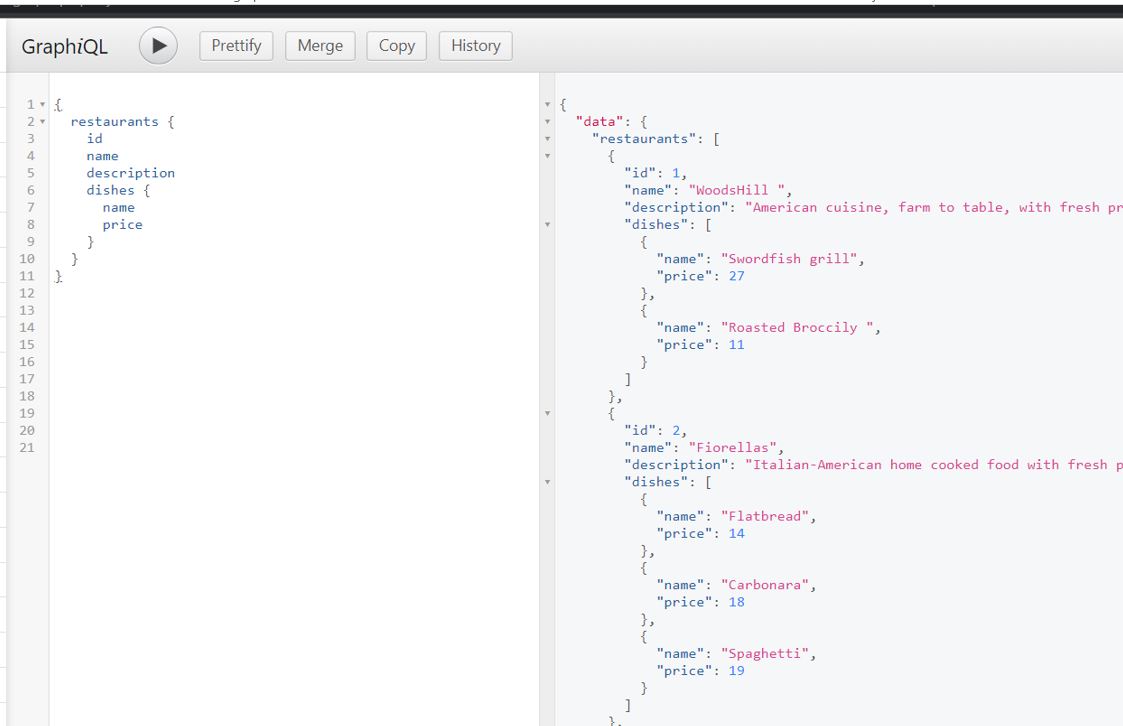 GraphiQL Prettify Merge Copy History
1 {
2 restaurants {
3 id
4 name
5 description
6 dishes {
7 name
8 price
9 }
10 }
11 }
12
13
14
15
16
17
18
19
20
21
{
"data": {
"restaurants": [
{
"id": 1,
"name": "WoodsHill ",
"description": "American cuisine, farm to table, with fresh pr
"dishes": [
{
"name": "Swordfish grill",
"price": 27
},
{
"name": "Roasted Broccily ",
"price": 11
}
]
},
{
"id": 2,
"name": "Fiorellas",
"description": "Italian-American home cooked food with fresh p
"dishes": [
{
"name": "Flatbread",
"price": 14
},
{
"name": "Carbonara",
"price": 18
},
{
"name": "Spaghetti",
"price": 19
}
]
},